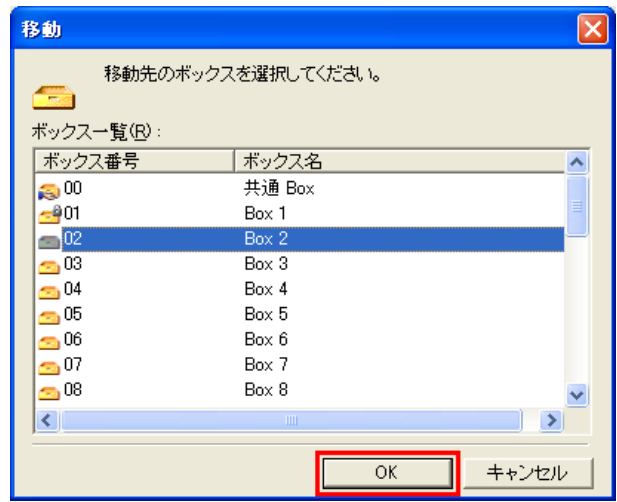 移動
移動先のボックスを選択してください。
ボックス一覧(R):
ボックス番号 ボックス名
00 共通 Box
01 Box 1
02 Box 2
03 Box 3
04 Box 4
05 Box 5
06 Box 6
07 Box 7
08 Box 8
OK キャンセル